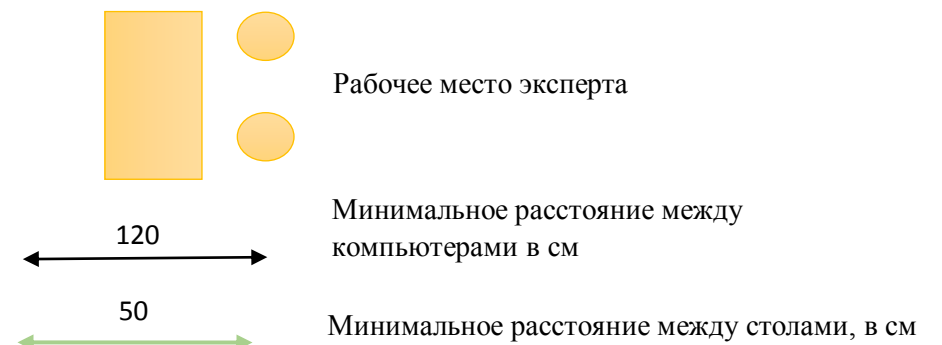 Рабочее место эксперта
Минимальное расстояние между
компьютерами в см
120
50
Минимальное расстояние между столами, в см